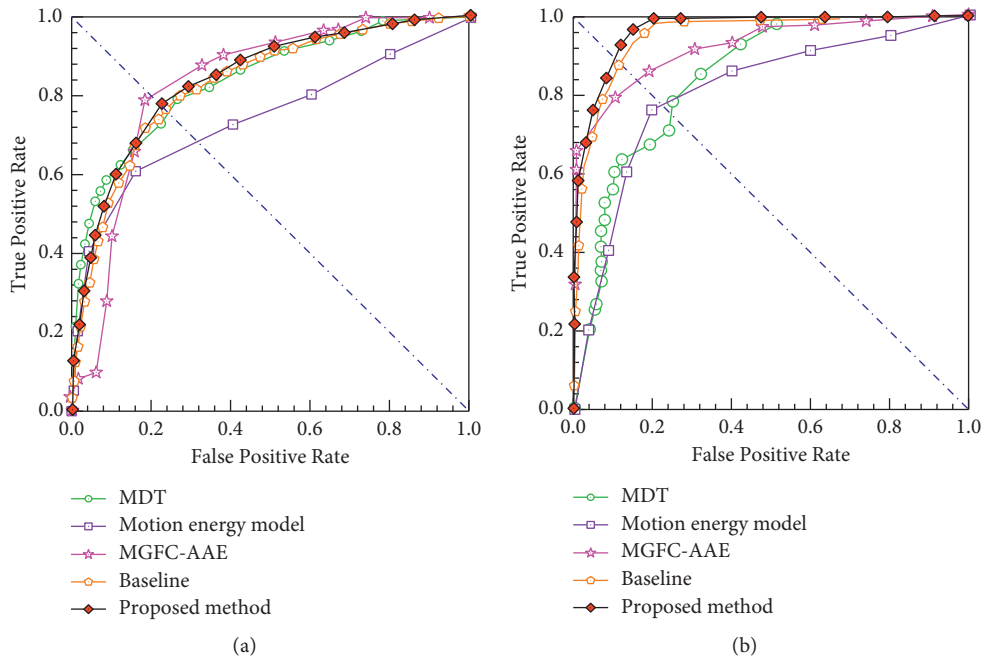 1.0
0.8
0.6
0.4
0.2
0.0
True Positive Rate
0.0 0.2 0.4 0.6 0.8 1.0
False Positive Rate
MDT
Motion energy model
MGFC-AAE
Baseline
Proposed method
(a)
1.0
0.8
0.6
0.4
0.2
0.0
True Positive Rate
0.0 0.2 0.4 0.6 0.8 1.0
False Positive Rate
MDT
Motion energy model
MGFC-AAE
Baseline
Proposed method
(b)